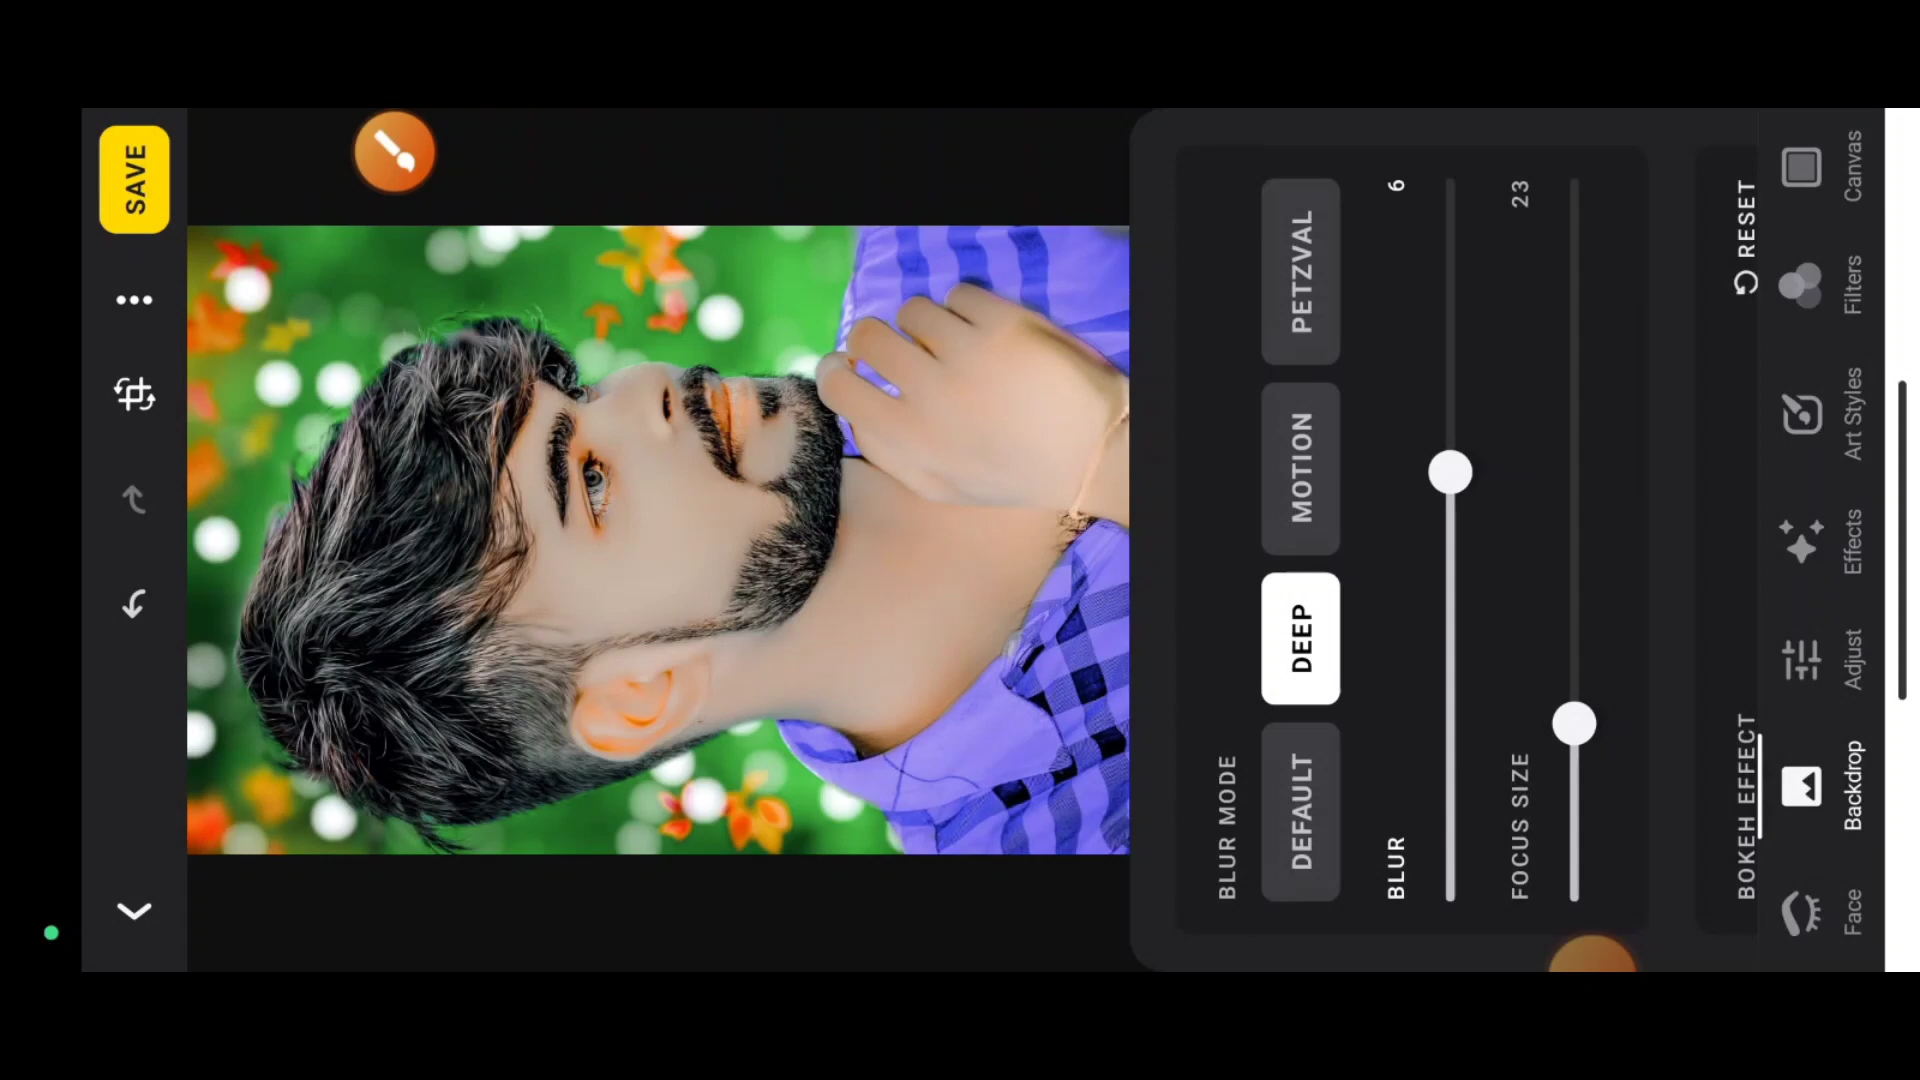 SAVE
BLUR MODE
DEFAULT
DEEP
MOTION
PETZVAL
BLUR
6
FOCUS SIZE
23
BOKEH EFFECT
RESET
Face
Backdrop
Adjust
Effects
Art Styles
Filters
Canvas